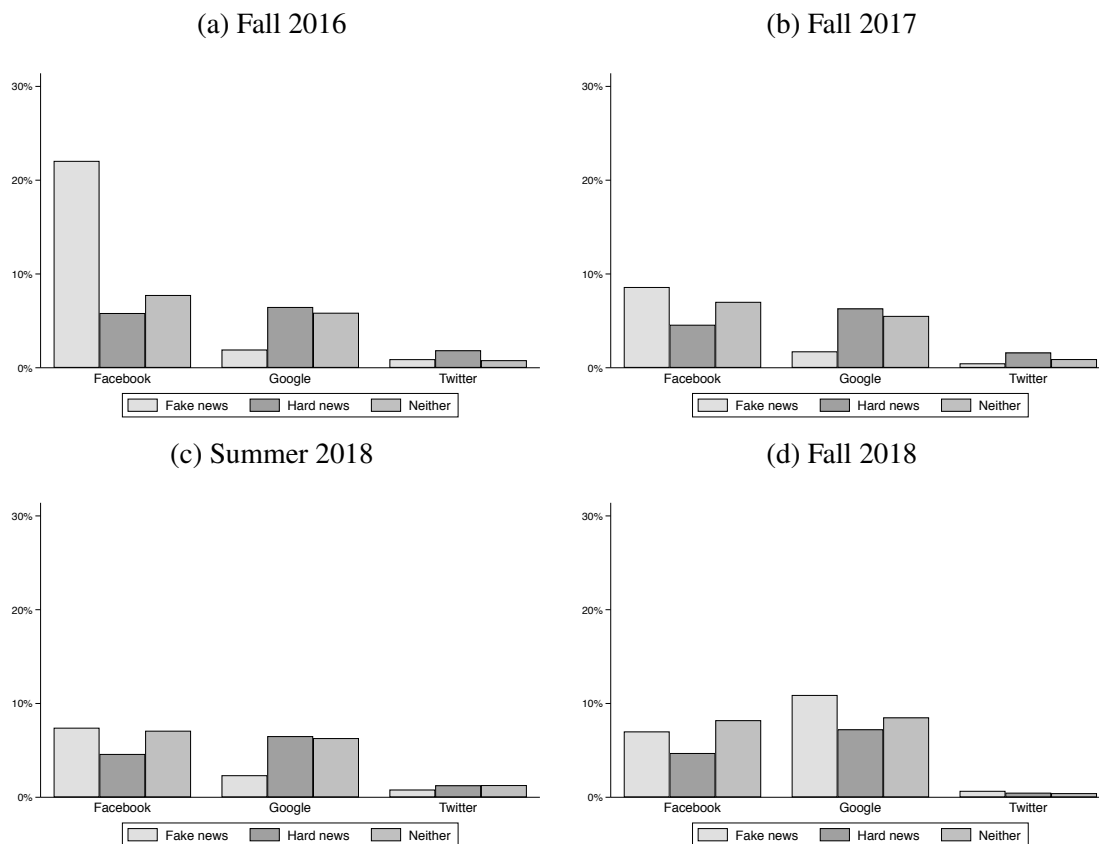 (a) Fall 2016
30%
20%
10%
0%
Facebook Google Twitter
Fake news Hard news Neither
(b) Fall 2017
30%
20%
10%
0%
Facebook Google Twitter
Fake news Hard news Neither
(c) Summer 2018
30%
20%
10%
0%
Facebook Google Twitter
Fake news Hard news Neither
(d) Fall 2018
30%
20%
10%
0%
Facebook Google Twitter
Fake news Hard news Neither